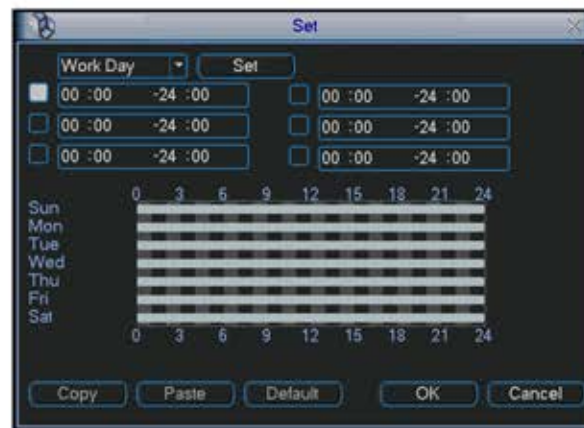 Set
Work Day Set
00 :00 -24 :00 00 :00 -24 :00
00 :00 -24 :00 00 :00 -24 :00
00 :00 -24 :00 00 :00 -24 :00
0 3 6 9 12 15 18 21 24
Sun
Mon
Tue
Wed
Thu
Fri
Sat
0 3 6 9 12 15 18 21 24
Copy Paste Default OK Cancel